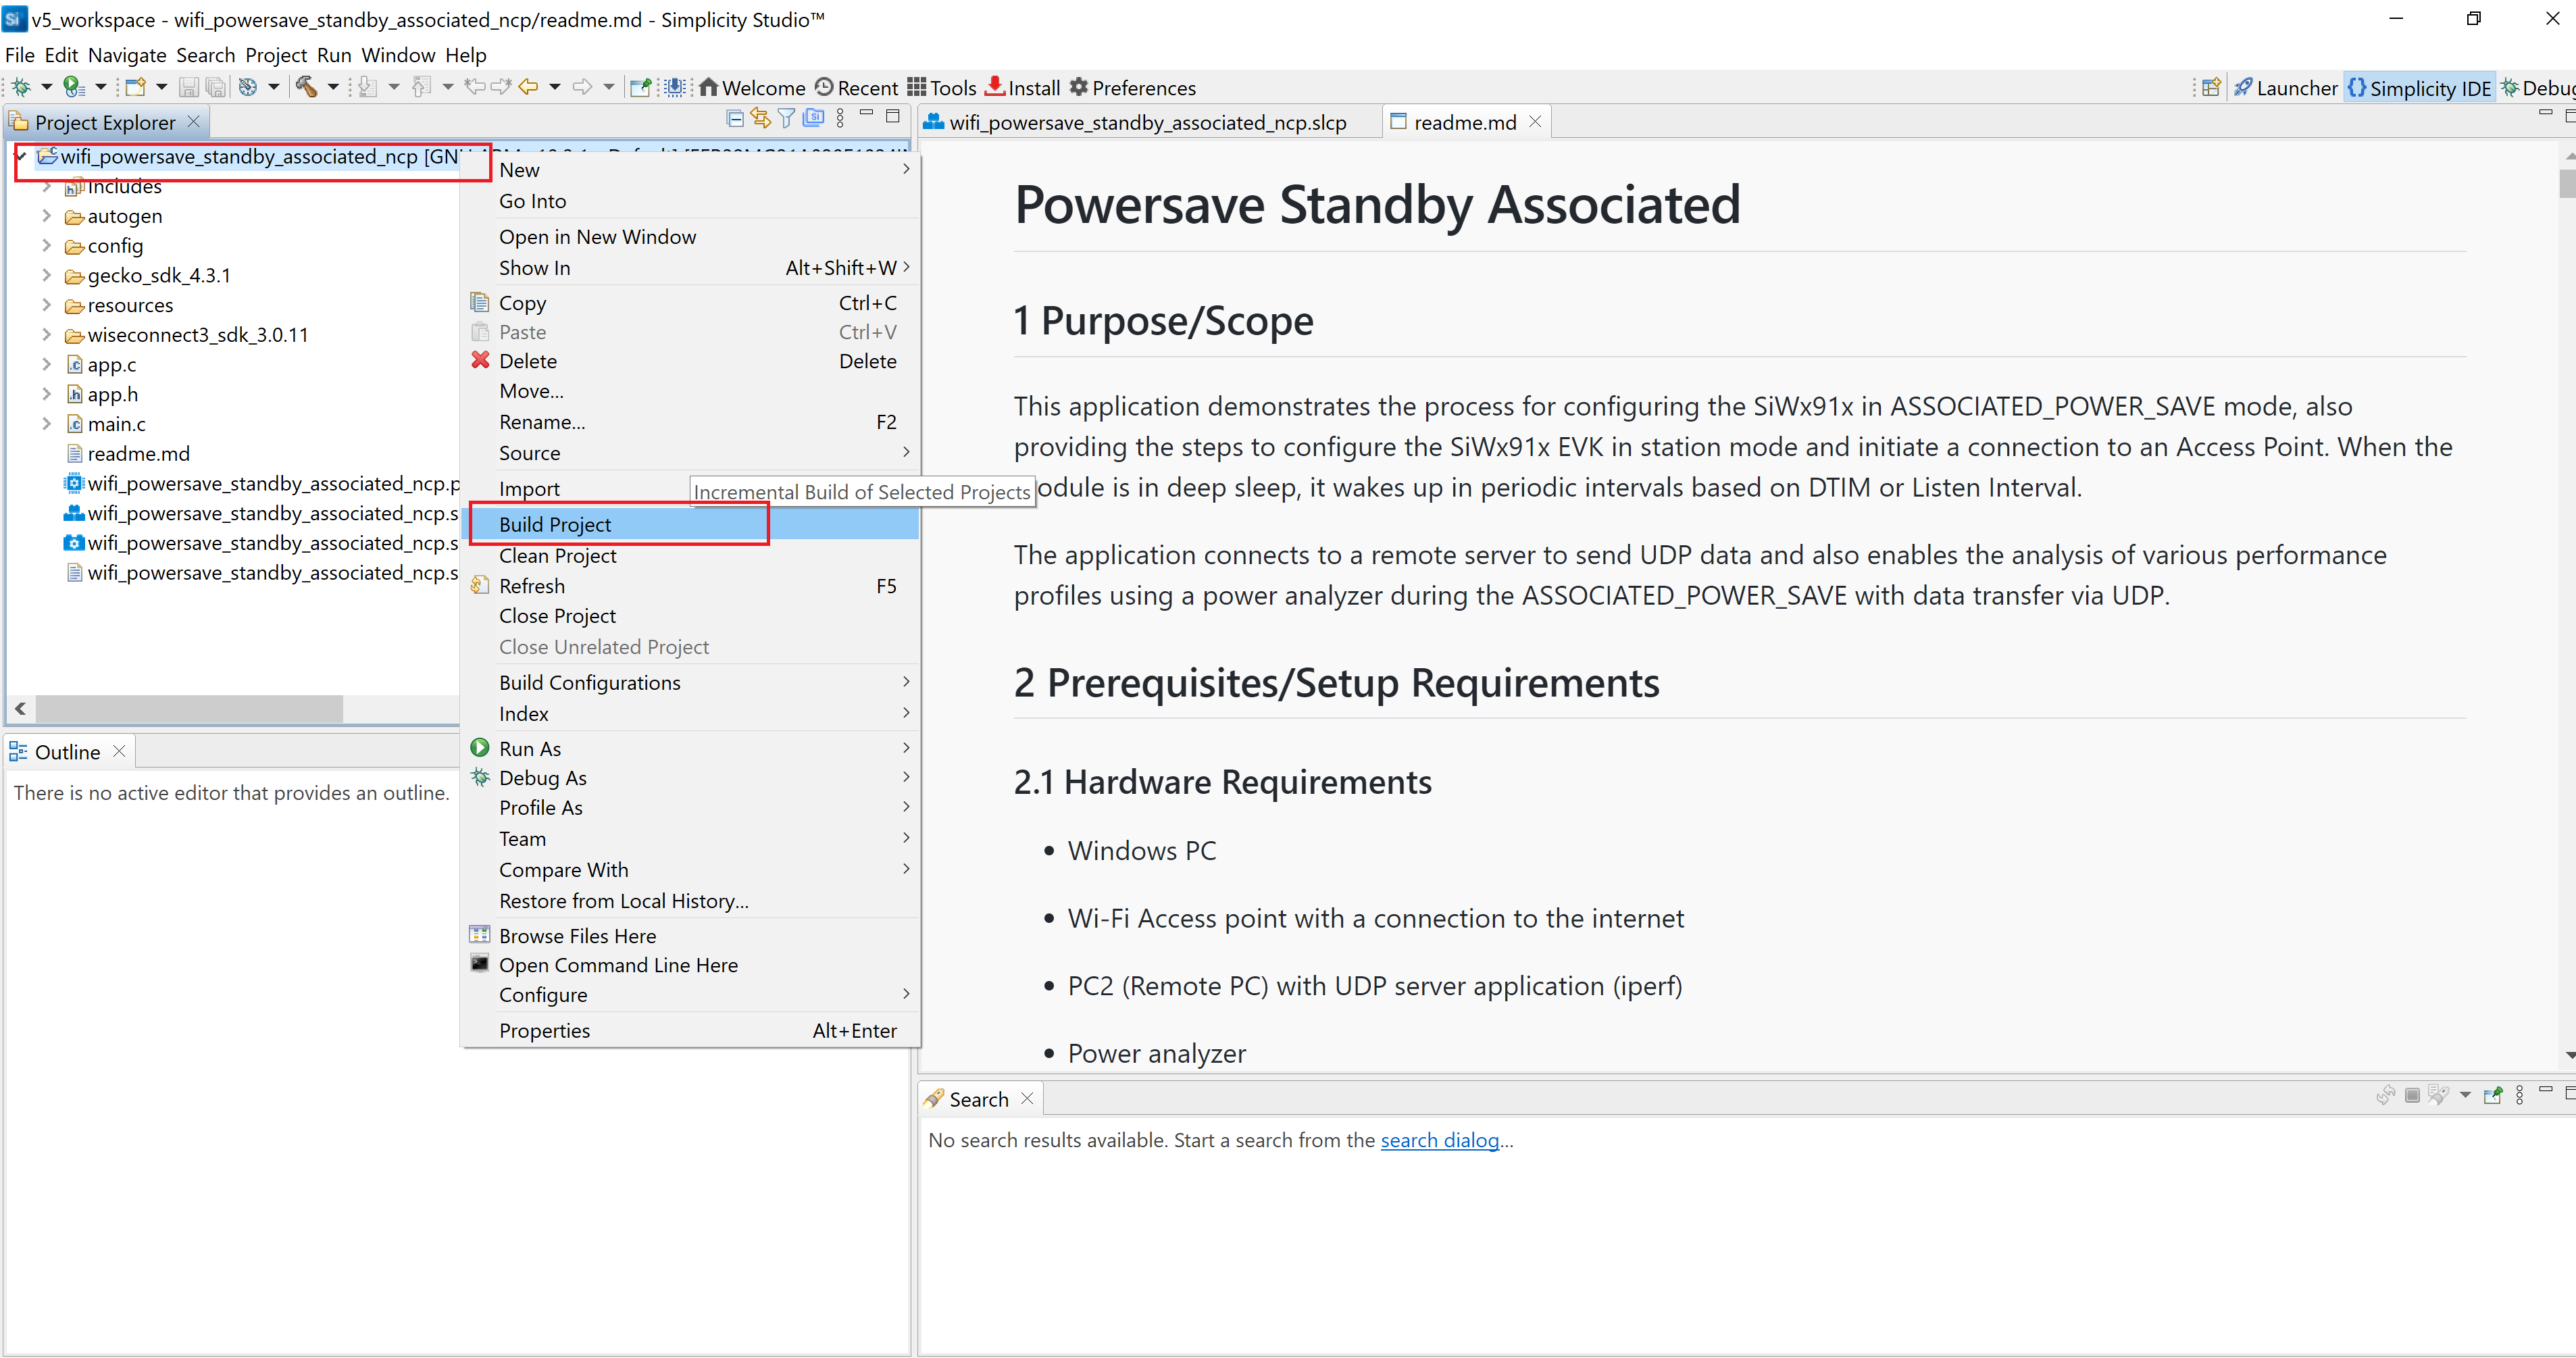 v5_workspace - wifi_powersave_standby_associated_ncp/readme.md - Simplicity Studio™
File Edit Navigate Search Project Run Window Help
Welcome Recent Tools Install Preferences
Launcher {} Simplicity IDE Debug
Project Explorer
wifi_powersave_standby_associated_ncp [GNU
Includes
autogen
config
gecko_sdk_4.3.1
resources
wiseconnect3_sdk_3.0.11
app.c
app.h
main.c
readme.md
wifi_powersave_standby_associated_ncp.p
wifi_powersave_standby_associated_ncp.s
wifi_powersave_standby_associated_ncp.s
wifi_powersave_standby_associated_ncp.s
Outline
There is no active editor that provides an outline.
New
Go Into
Open in New Window
Show In Alt+Shift+W
Copy Ctrl+C
Paste Ctrl+V
Delete Delete
Move...
Rename... F2
Source
Import
Incremental Build of Selected Projects
Build Project
Clean Project
Refresh F5
Close Project
Close Unrelated Project
Build Configurations
Index
Run As
Debug As
Profile As
Team
Compare With
Restore from Local History...
Browse Files Here
Open Command Line Here
Configure
Properties Alt+Enter
wifi_powersave_standby_associated_ncp.slcp
readme.md
Powersave Standby Associated
1 Purpose/Scope
This application demonstrates the process for configuring the SiWx91x in ASSOCIATED_POWER_SAVE mode, also
providing the steps to configure the SiWx91x EVK in station mode and initiate a connection to an Access Point. When the
odule is in deep sleep, it wakes up in periodic intervals based on DTIM or Listen Interval.
The application connects to a remote server to send UDP data and also enables the analysis of various performance
profiles using a power analyzer during the ASSOCIATED_POWER_SAVE with data transfer via UDP.
2 Prerequisites/Setup Requirements
2.1 Hardware Requirements
• Windows PC
• Wi-Fi Access point with a connection to the internet
• PC2 (Remote PC) with UDP server application (iperf)
• Power analyzer
Search
No search results available. Start a search from the search dialog...